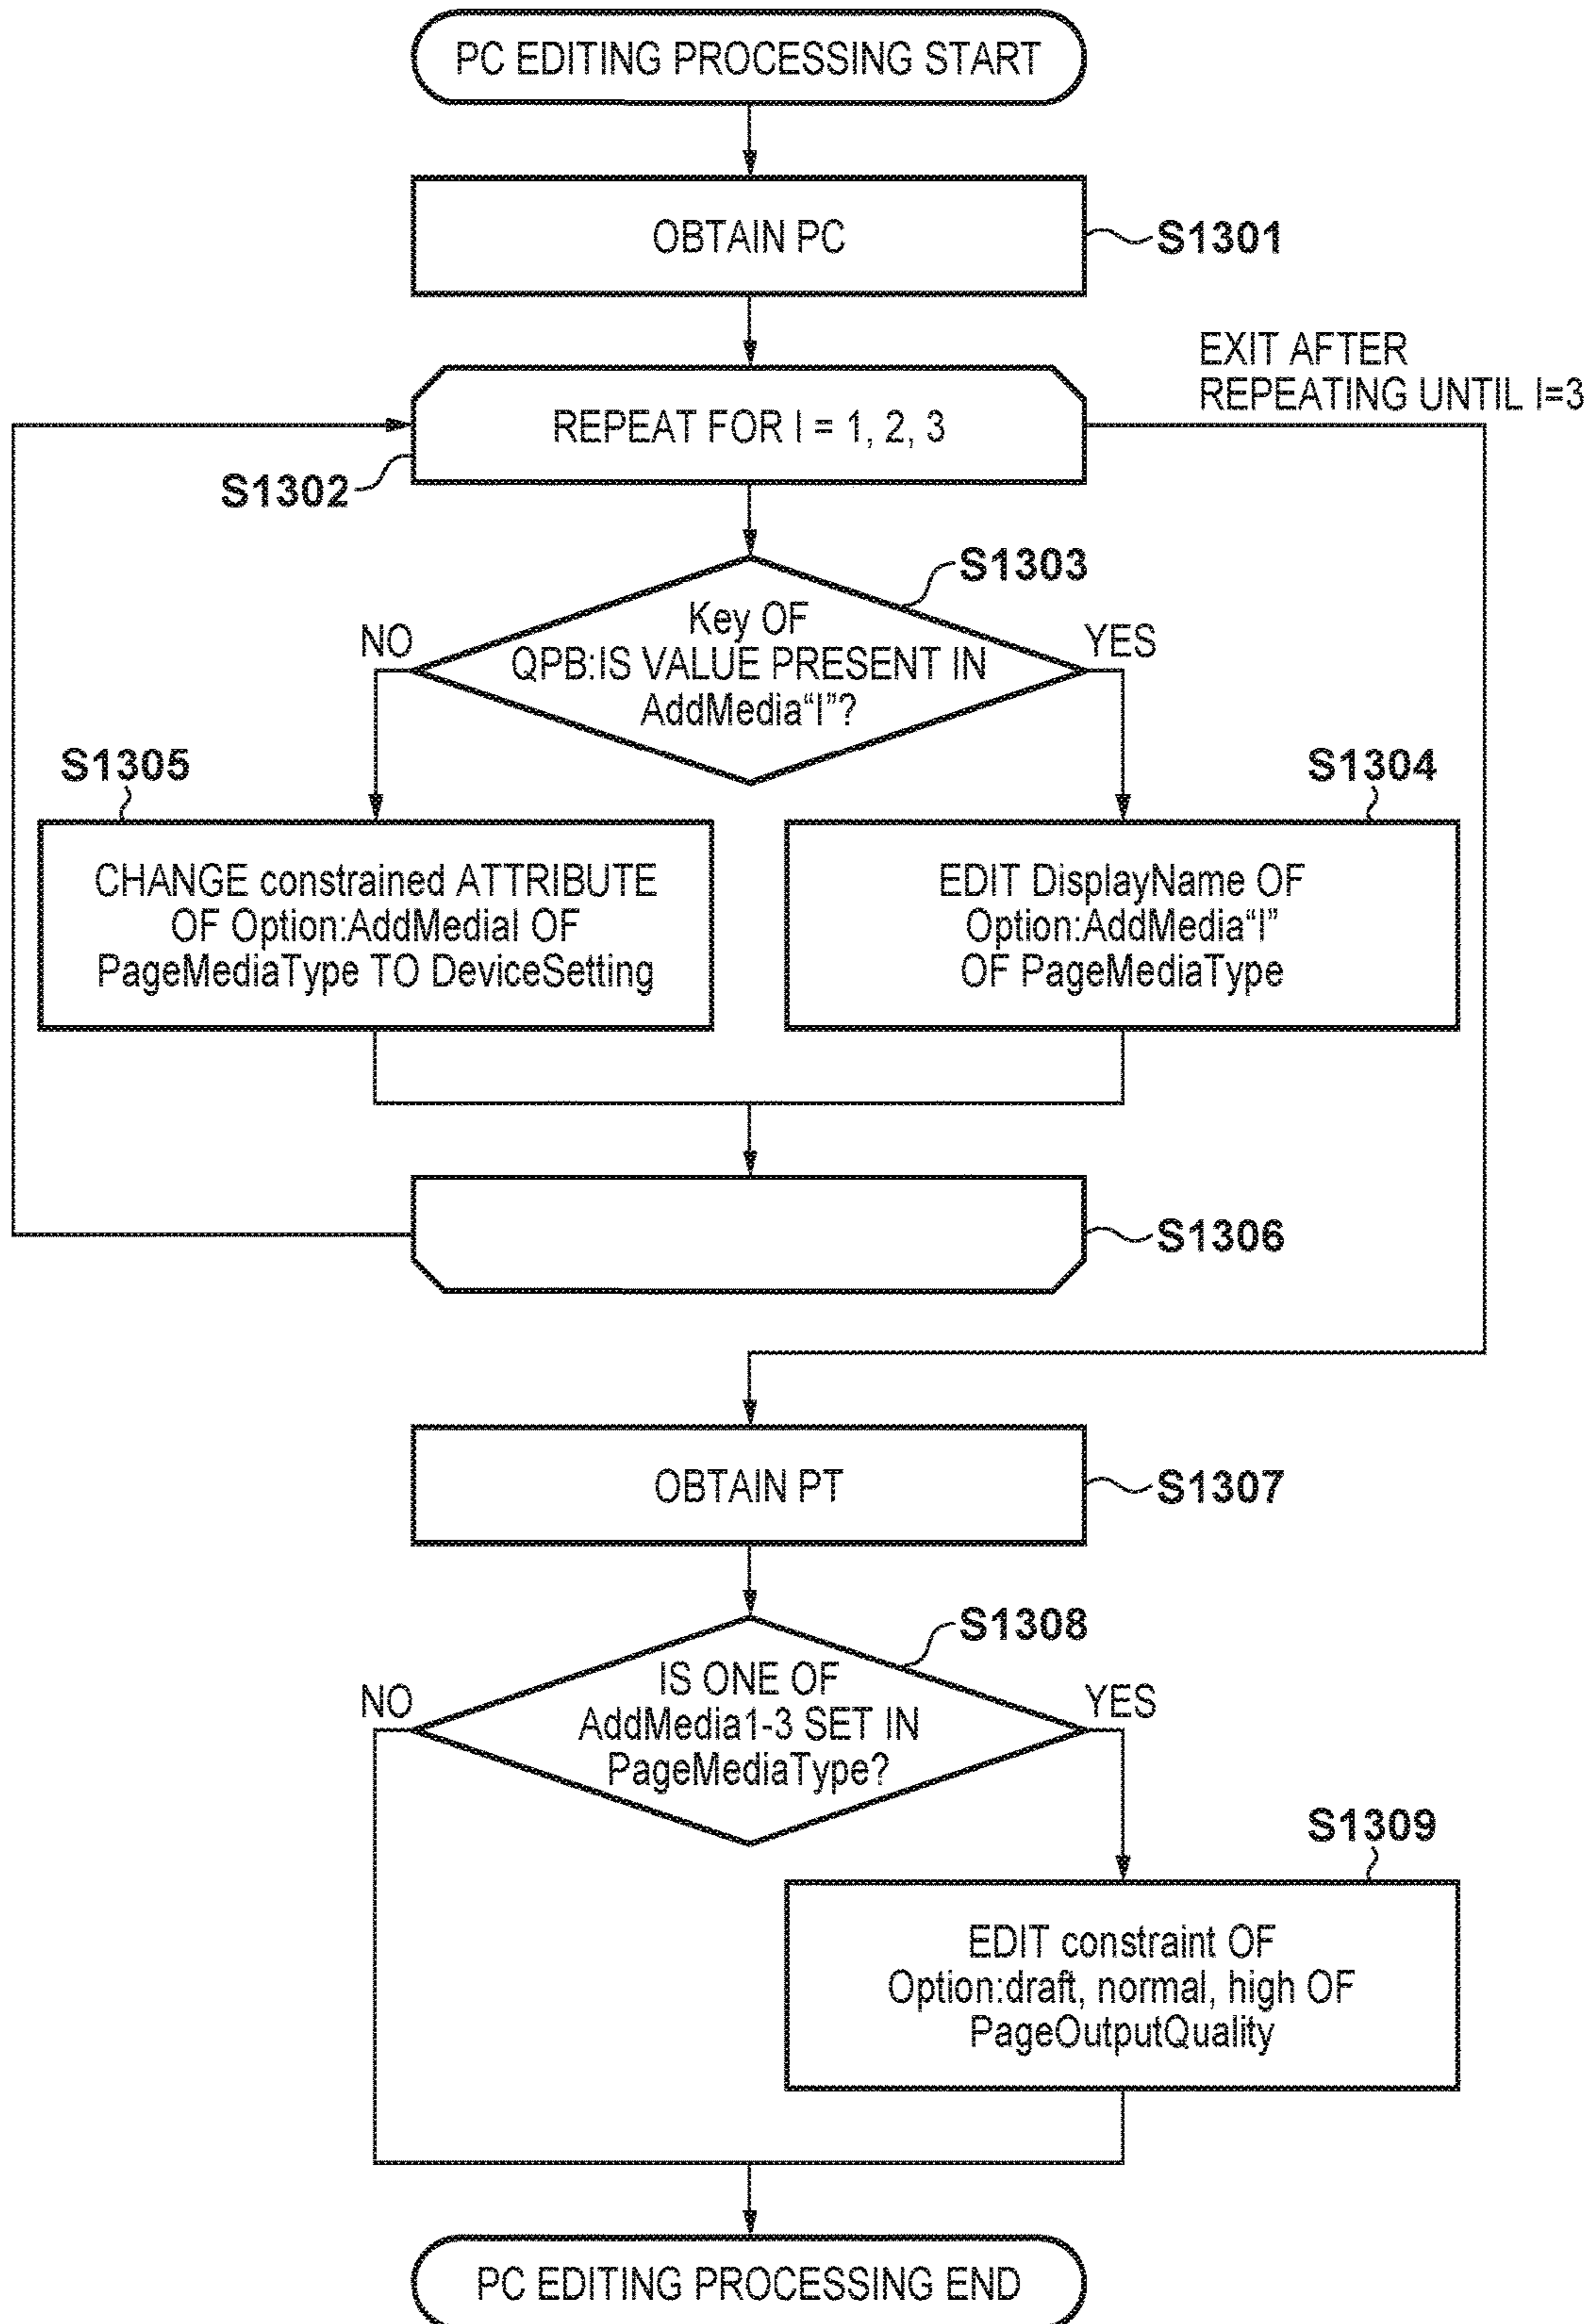 PC EDITING PROCESSING START
OBTAIN PC
S1301
EXIT AFTER
REPEATING UNTIL I=3
REPEAT FOR I = 1, 2, 3
S1302
S1303
Key OF
QPB:IS VALUE PRESENT IN
AddMedia“I”?
NO
YES
S1305
S1304
CHANGE constrained ATTRIBUTE
OF Option:AddMediaI OF
PageMediaType TO DeviceSetting
EDIT DisplayName OF
Option:AddMedia“I”
OF PageMediaType
S1306
OBTAIN PT
S1307
S1308
IS ONE OF
AddMedia1-3 SET IN
PageMediaType?
NO
YES
S1309
EDIT constraint OF
Option:draft, normal, high OF
PageOutputQuality
PC EDITING PROCESSING END